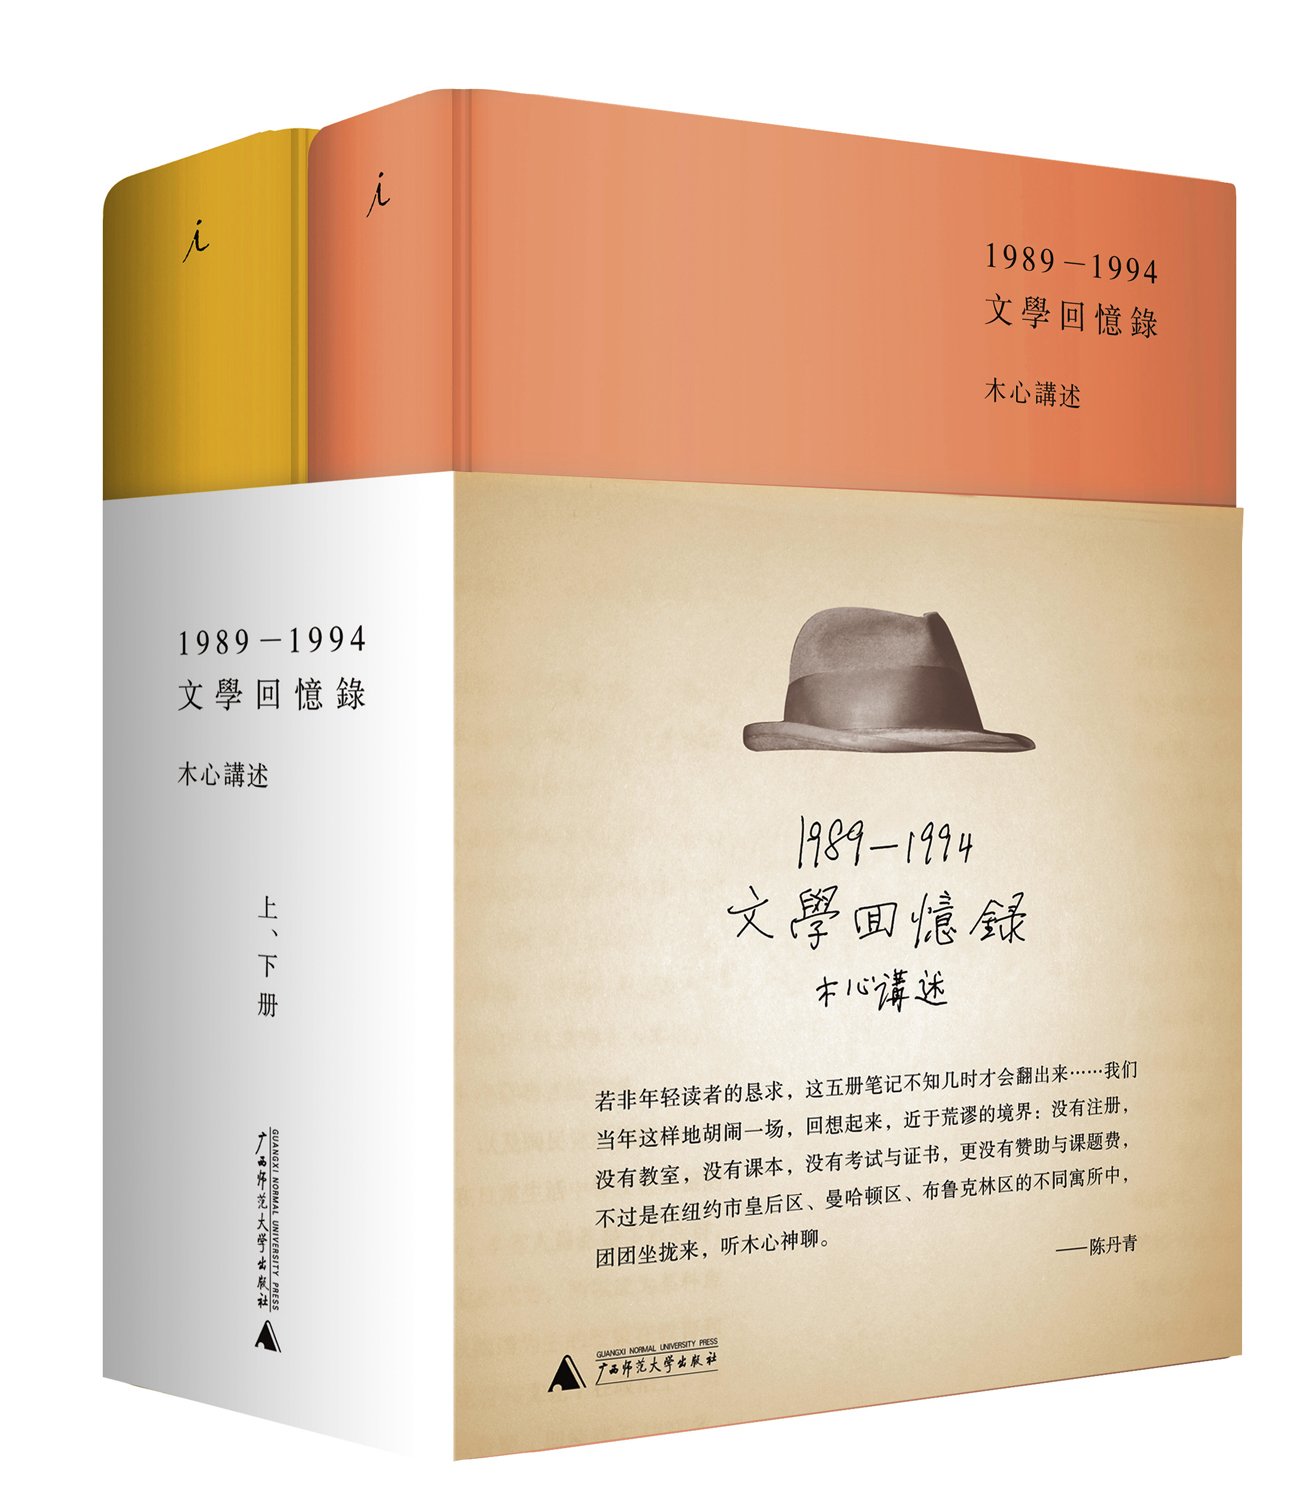 i
i
1989－1994
文學回憶錄
木心講述
1989－1994
文學回憶錄
木心講述
上、下册
GUANGXI NORMAL UNIVERSITY PRESS
广西师范大学出版社
1989－1994
文學回憶錄
木心講述
若非年轻读者的恳求，这五册笔记不知几时才会翻出来……我们
当年这样地胡闹一场，回想起来，近于荒谬的境界：没有注册，
没有教室，没有课本，没有考试与证书，更没有赞助与课题费，
不过是在纽约市皇后区、曼哈顿区、布鲁克林区的不同寓所中，
团团坐拢来，听木心神聊。
——陈丹青
GUANGXI NORMAL UNIVERSITY PRESS
广西师范大学出版社